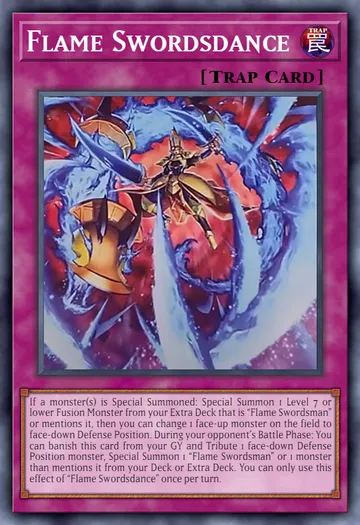 FLAME SWORDSDANCE
TRAP
罠
[TRAP CARD]
If a monster(s) is Special Summoned: Special Summon 1 Level 7 or
lower Fusion Monster from your Extra Deck that is "Flame Swordsman"
or mentions it, then you can change 1 face-up monster on the field to
face-down Defense Position. During your opponent's Battle Phase: You
can banish this card from your GY and Tribute 1 face-down Defense
Position monster, Special Summon 1 "Flame Swordsman" or 1 monster
than mentions it from your Deck or Extra Deck. You can only use this
effect of "Flame Swordsdance" once per turn.